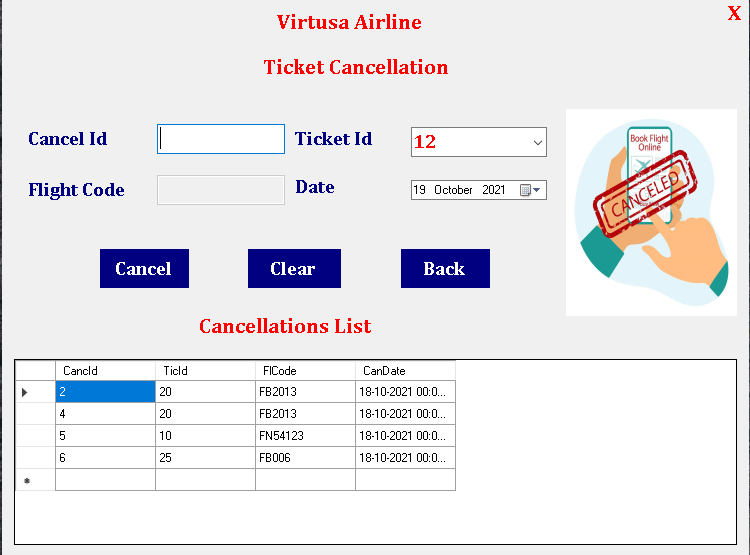 X
Virtusa Airline
Ticket Cancellation
Cancel Id
Ticket Id 12
Flight Code
Date 19 October 2021
Book Flight
Online
CANCELED
Cancel Clear Back
Cancellations List
CancId TicId FlCode CanDate
2 20 FB2013 18-10-2021 00:0...
4 20 FB2013 18-10-2021 00:0...
5 10 FN54123 18-10-2021 00:0...
6 25 FB006 18-10-2021 00:0...